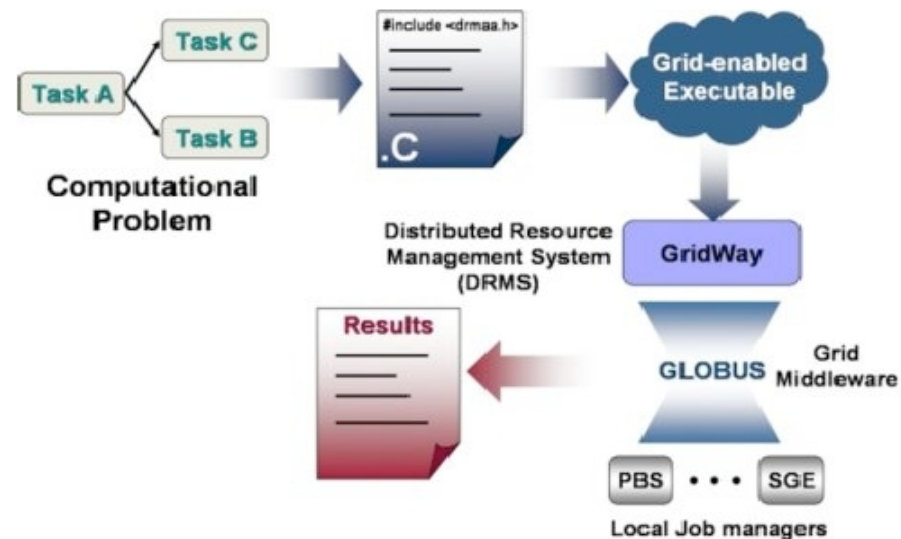 Task A
Task C
Task B
Computational
Problem
#include <drmaa.h>
.C
Grid-enabled
Executable
Distributed Resource
Management System
(DRMS)
GridWay
GLOBUS
Grid
Middleware
Results
PBS • • • SGE
Local Job managers